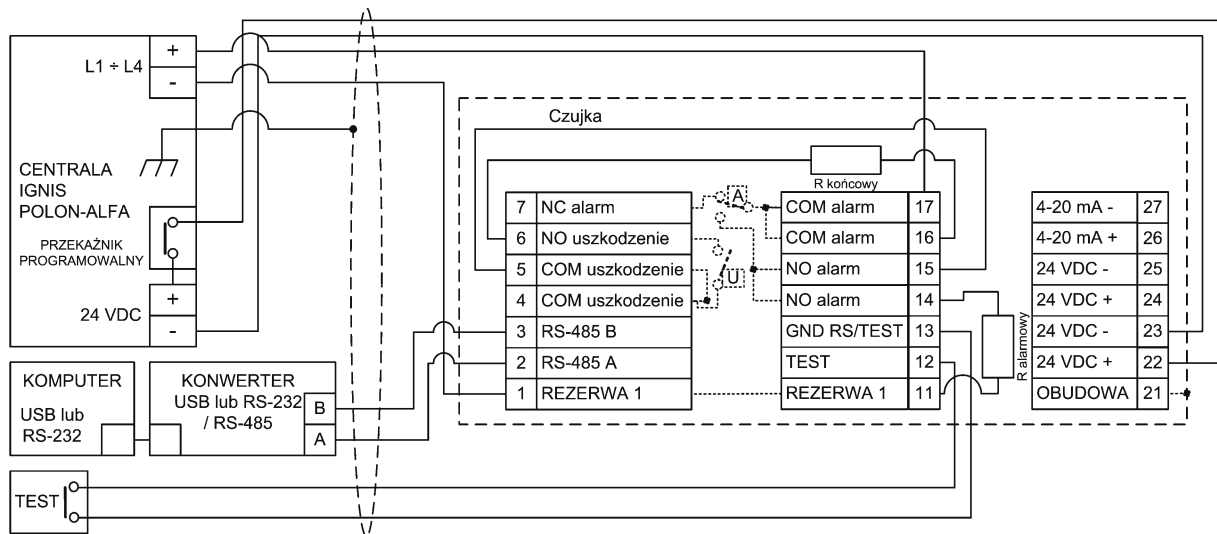 +
L1 ÷ L4
-
CENTRALA
IGNIS
POLON-ALFA
PRZEKAŹNIK
PROGRAMOWALNY
+
24 VDC
-
KOMPUTER
USB lub
RS-232
KONWERTER
USB lub RS-232
/ RS-485
B
A
TEST
Czujka
R końcowy
7 NC alarm
6 NO uszkodzenie
5 COM uszkodzenie
4 COM uszkodzenie
3 RS-485 B
2 RS-485 A
1 REZERWA 1
A
U
COM alarm 17
COM alarm 16
NO alarm 15
NO alarm 14
GND RS/TEST 13
TEST 12
REZERWA 1 11
R alarmowy
4-20 mA - 27
4-20 mA + 26
24 VDC - 25
24 VDC + 24
24 VDC - 23
24 VDC + 22
OBUDOWA 21